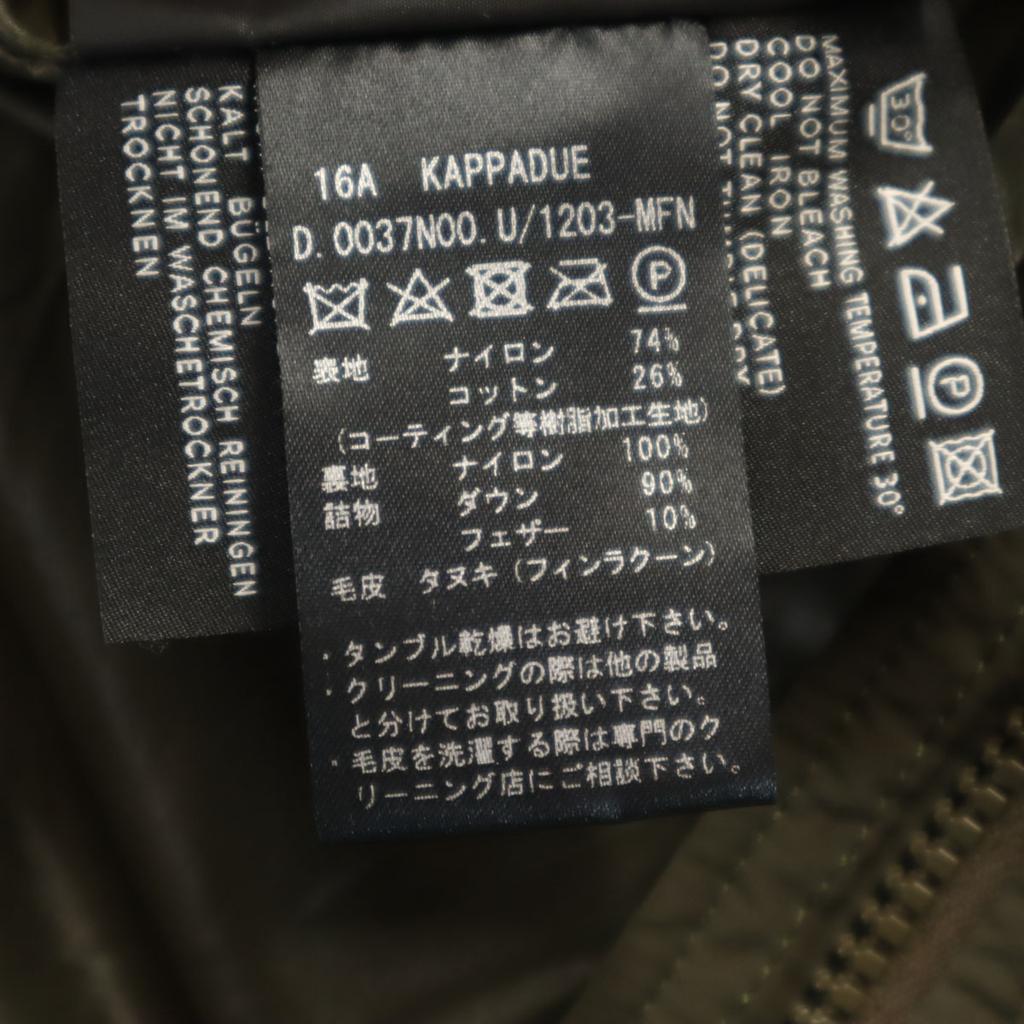 16A KAPPADUE
D.0037N00.U/1203-MFN
P
表地 ナイロン 74%
コットン 26%
(コーティング等樹脂加工生地)
裏地 ナイロン 100%
詰物 ダウン 90%
フェザー 10%
毛皮 タヌキ(フィンラクーン)
・タンブル乾燥はお避け下さい。
・クリーニングの際は他の製品
と分けてお取り扱い下さい。
・毛皮を洗濯する際は専門のク
リーニング店にご相談下さい。
KALT BÜGELN
SCHONEND CHEMISCH REINIGEN
NICHT IM WASCHETROCKNER
TROCKNEN
30°
P
MAXIMUM WASHING TEMPERATURE 30°
DO NOT BLEACH
COOL IRON
DRY CLEAN (DELICATE)
DO NOT